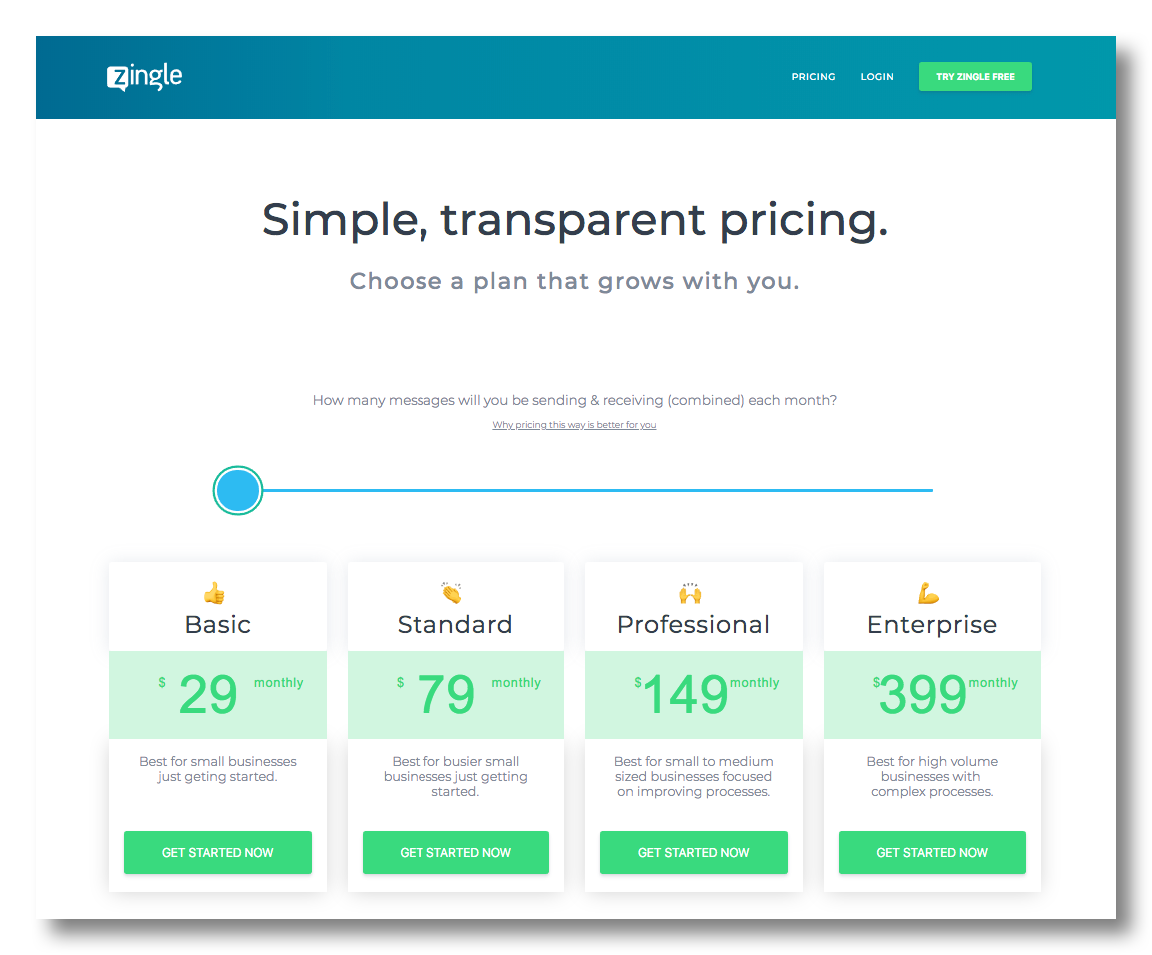 zingle
PRICING LOGIN TRY ZINGLE FREE
Simple, transparent pricing.
Choose a plan that grows with you.
How many messages will you be sending & receiving (combined) each month?
Why pricing this way is better for you
Basic
$ 29 monthly
Best for small businesses
just geting started.
GET STARTED NOW
Standard
$ 79 monthly
Best for busier small
businesses just getting
started.
GET STARTED NOW
Professional
$149 monthly
Best for small to medium
sized businesses focused
on improving processes.
GET STARTED NOW
Enterprise
$399 monthly
Best for high volume
businesses with
complex processes.
GET STARTED NOW